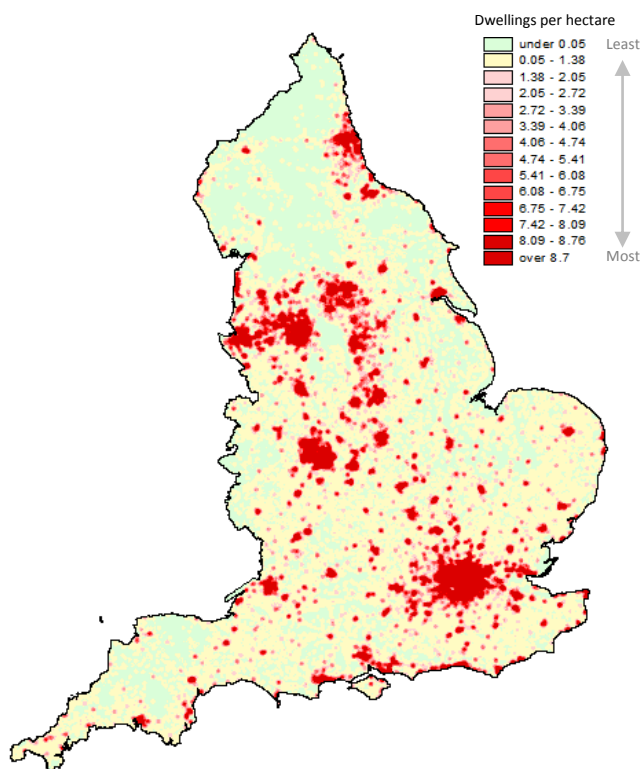 Dwellings per hectare
under 0.05
Least
0.05 - 1.38
1.38 - 2.05
2.05 - 2.72
2.72 - 3.39
3.39 - 4.06
4.06 - 4.74
4.74 - 5.41
5.41 - 6.08
6.08 - 6.75
6.75 - 7.42
7.42 - 8.09
8.09 - 8.76
over 8.7
Most